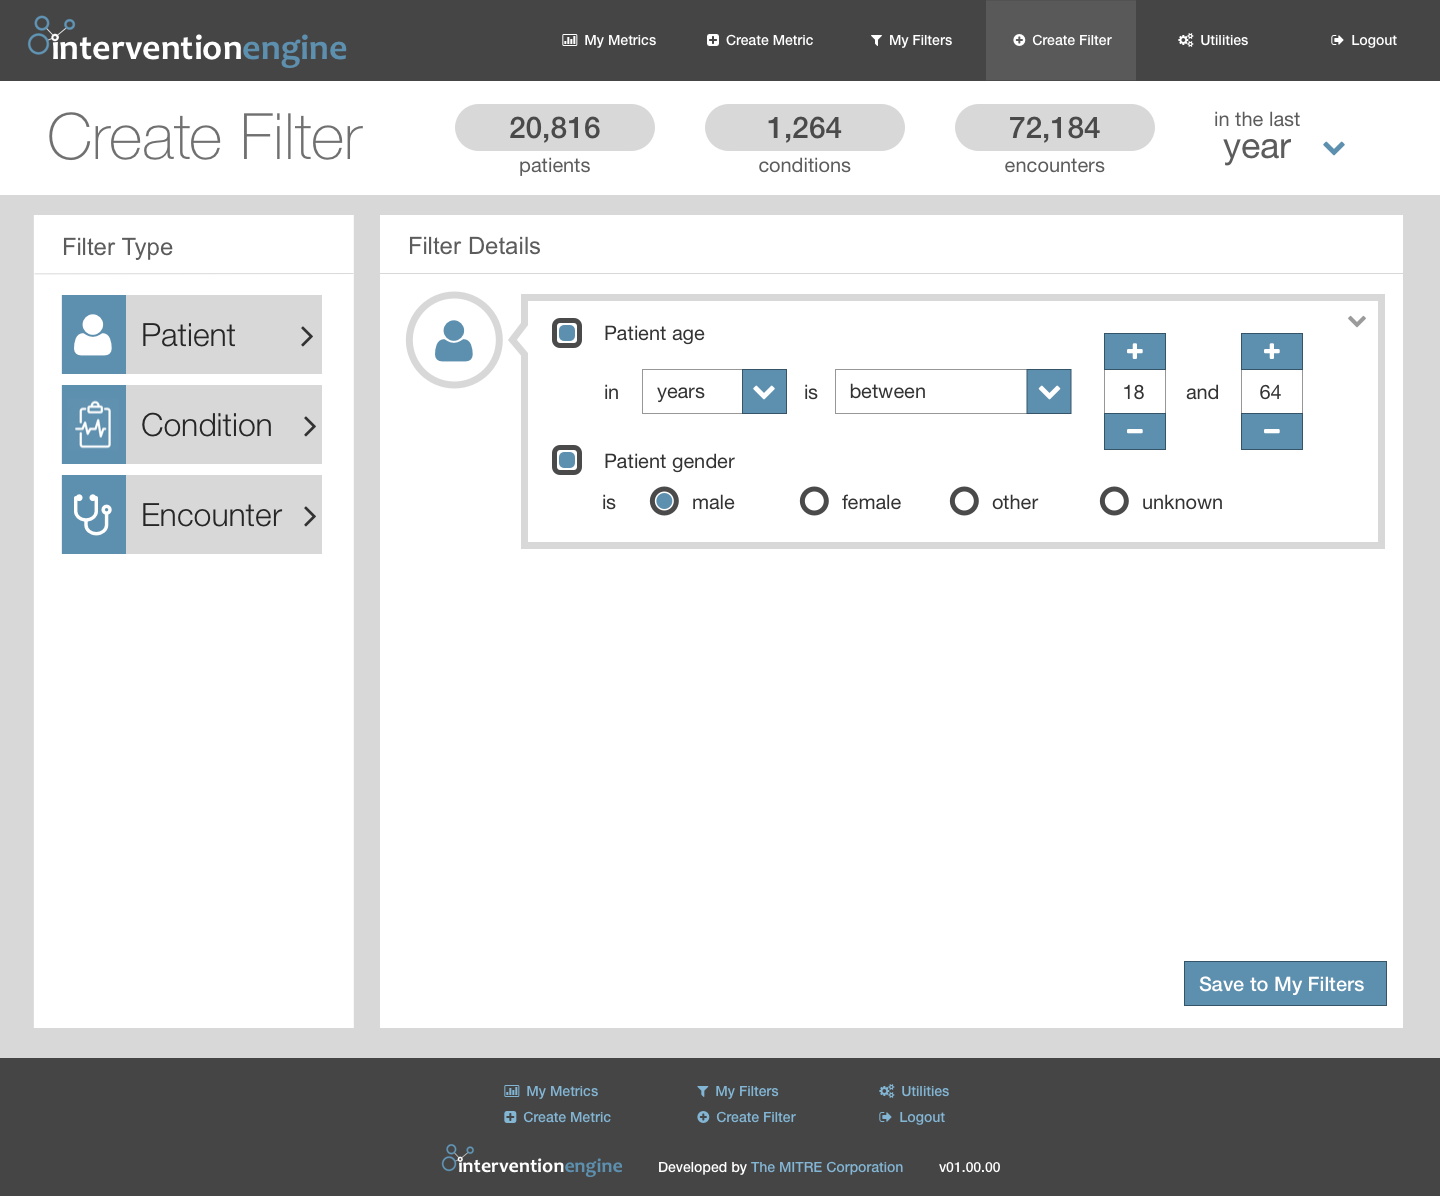 interventionengine
My Metrics
Create Metric
My Filters
Create Filter
Utilities
Logout
Create Filter
20,816
patients
1,264
conditions
72,184
encounters
in the last
year
Filter Type
Patient
Condition
Encounter
Filter Details
Patient age
in years is between 18 and 64
Patient gender
is male female other unknown
Save to My Filters
My Metrics
My Filters
Utilities
Create Metric
Create Filter
Logout
interventionengine
Developed by The MITRE Corporation
v01.00.00